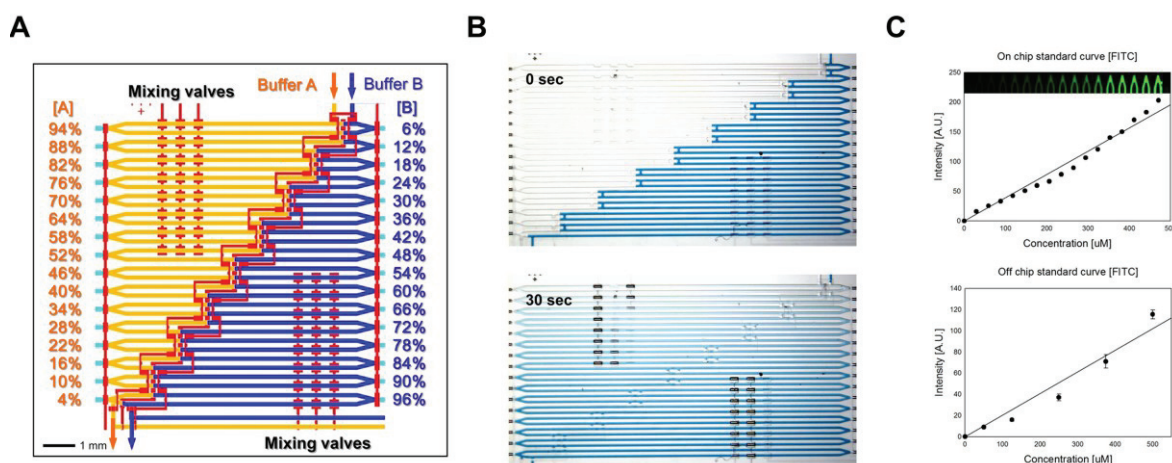 A
Buffer A Buffer B
Mixing valves
[A] [B]
94% 6%
88% 12%
82% 18%
76% 24%
70% 30%
64% 36%
58% 42%
52% 48%
46% 54%
40% 60%
34% 66%
28% 72%
22% 78%
16% 84%
10% 90%
4% 96%
1 mm
Mixing valves
B
0 sec
30 sec
C
On chip standard curve [FITC]
250
200
150
100
50
0
Intensity [A.U.]
0 100 200 300 400 500
Concentration [uM]
Off chip standard curve [FITC]
140
120
100
80
60
40
20
0
Intensity [A.U.]
0 100 200 300 400 500
Concentration [uM]